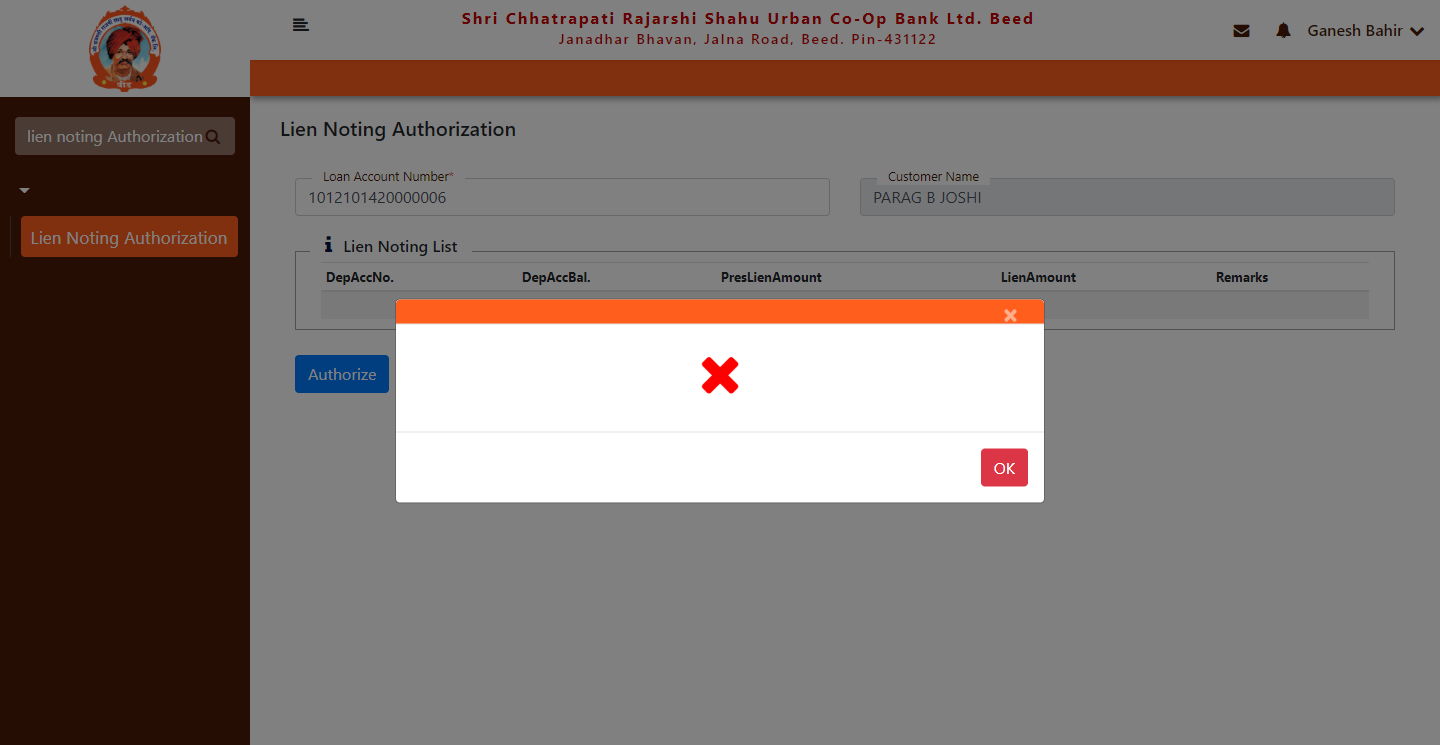 Shri Chhatrapati Rajarshi Shahu Urban Co-Op Bank Ltd. Beed
Janadhar Bhavan, Jalna Road, Beed. Pin-431122
Ganesh Bahir
lien noting Authorization
Lien Noting Authorization
Lien Noting Authorization
Loan Account Number*
1012101420000006
Customer Name
PARAG B JOSHI
Lien Noting List
DepAccNo. DepAccBal. PresLienAmount LienAmount Remarks
Authorize
OK